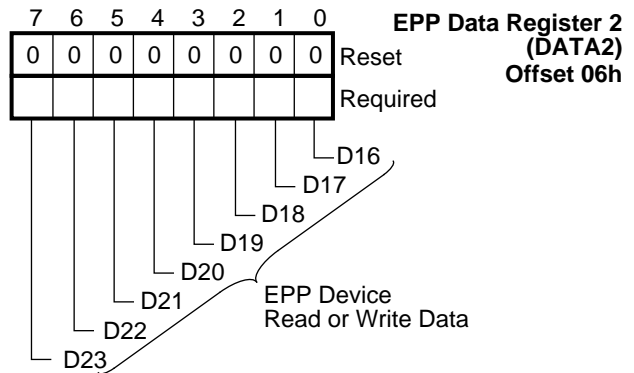 7 6 5 4 3 2 1 0
EPP Data Register 2
(DATA2)
Offset 06h
0 0 0 0 0 0 0 0 Reset
Required
D16
D17
D18
D19
D20
D21
D22
D23
EPP Device
Read or Write Data